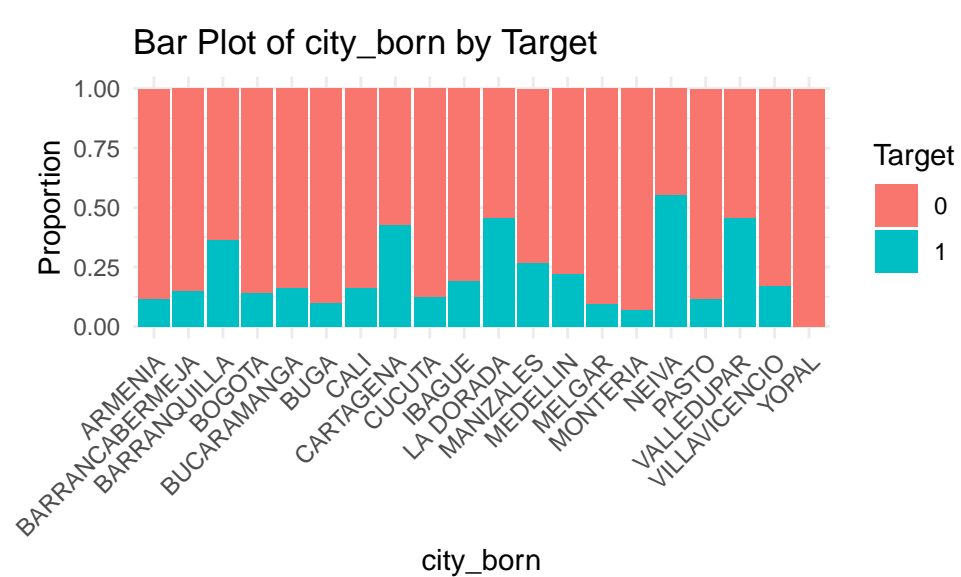 Bar Plot of city_born by Target
Proportion
1.00
0.75
0.50
0.25
0.00
ARMENIA
BARRANCABERMEJA
BARRANQUILLA
BOGOTA
BUCARAMANGA
BUGA
CALI
CARTAGENA
CUCUTA
IBAGUE
LA DORADA
MANIZALES
MEDELLIN
MELGAR
MONTERIA
NEIVA
PASTO
VALLEDUPAR
VILLAVICENCIO
YOPAL
city_born
Target
0
1